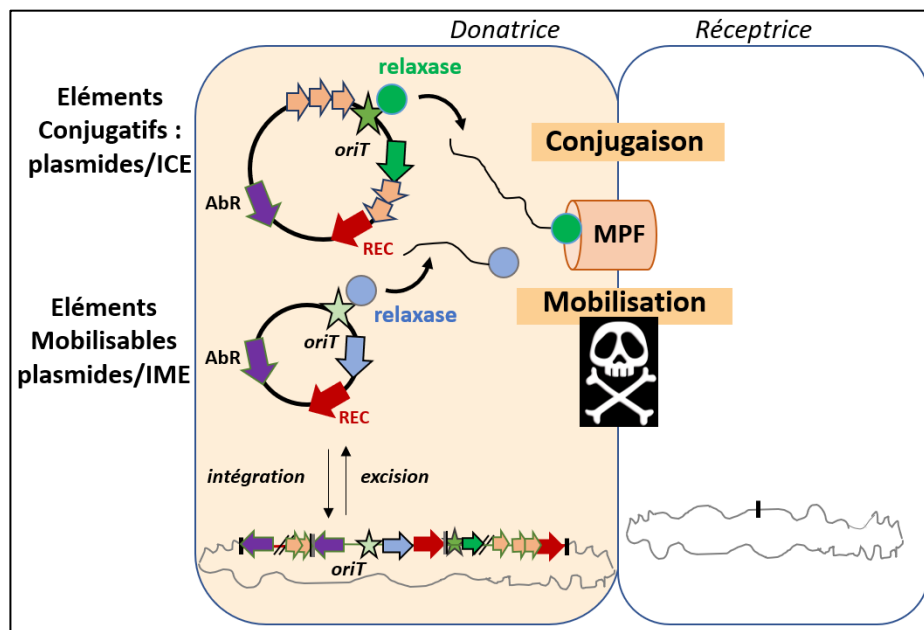 Donatrice
Réceptrice
relaxase
Eléments
Conjugatifs :
plasmides/ICE
oriT
Conjugaison
AbR
MPF
REC
Eléments
Mobilisables
plasmides/IME
relaxase
Mobilisation
oriT
AbR
REC
intégration
excision
oriT